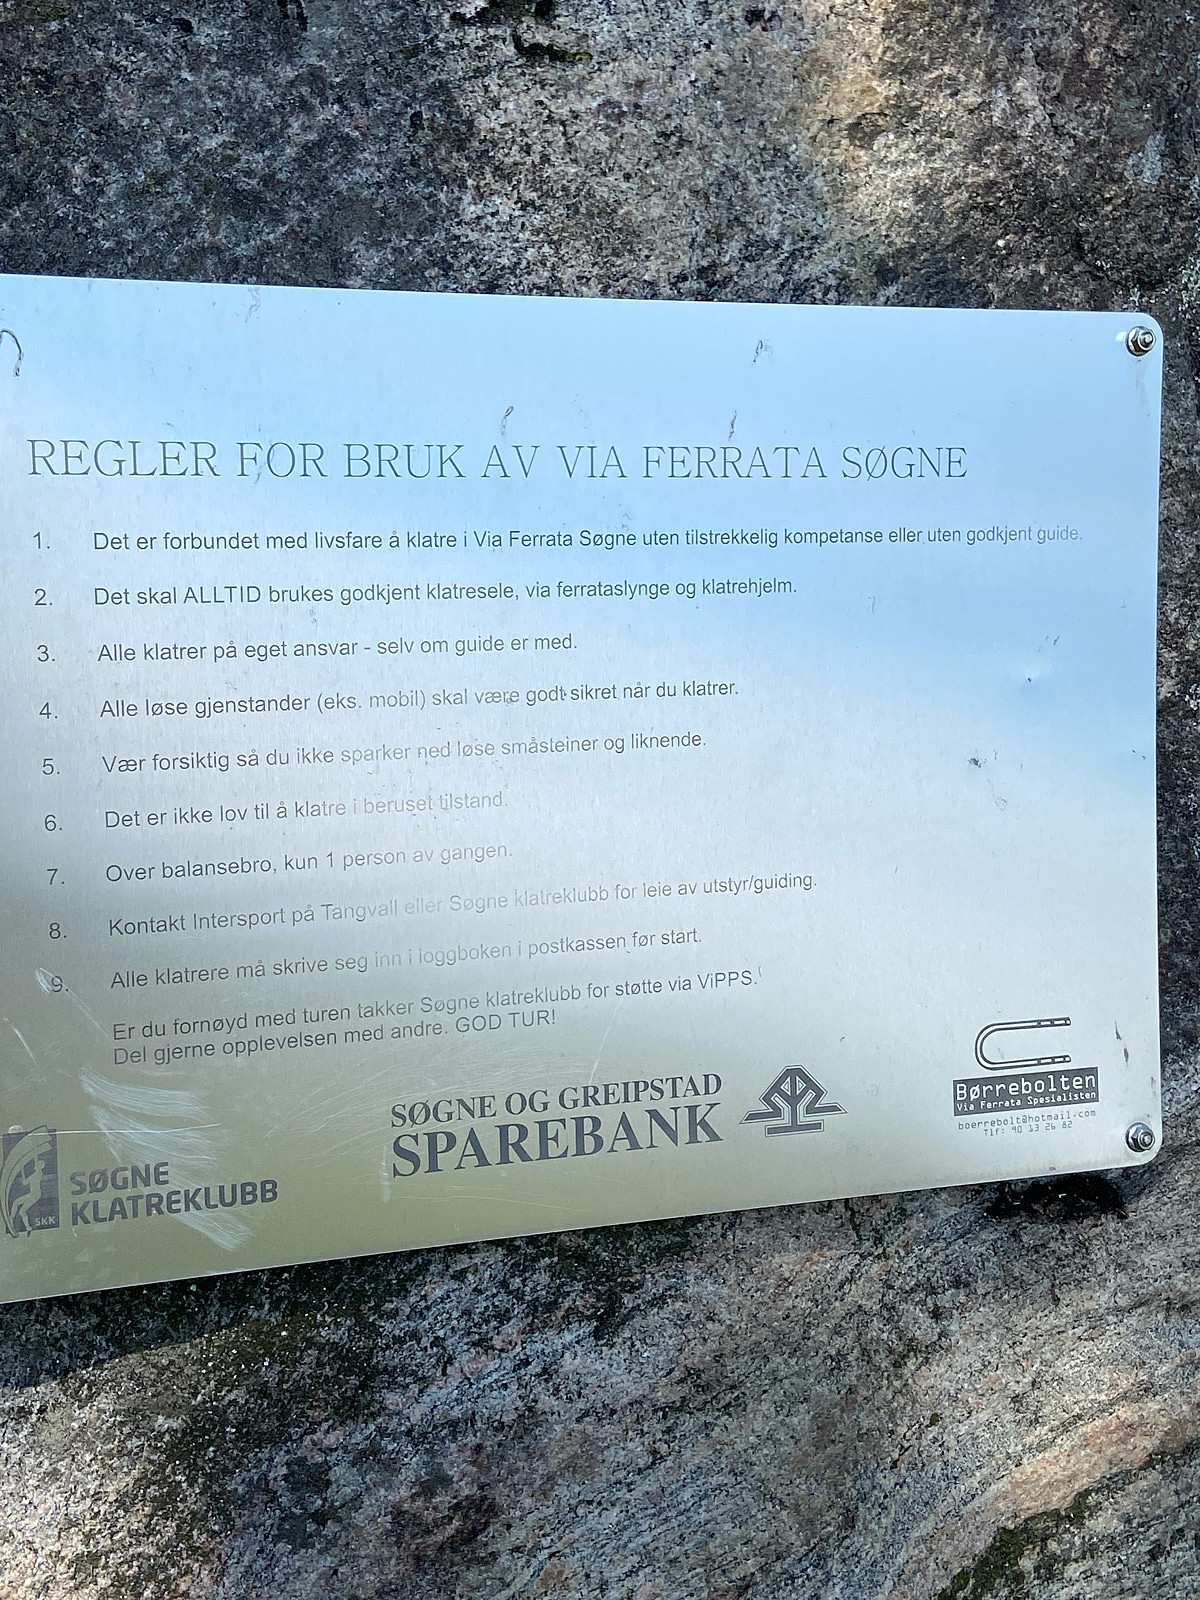 REGLER FOR BRUK AV VIA FERRATA SØGNE
1. Det er forbundet med livsfare å klatre i Via Ferrata Søgne uten tilstrekkelig kompetanse eller uten godkjent guide.
2. Det skal ALLTID brukes godkjent klatresele, via ferrataslynge og klatrehjelm.
3. Alle klatrer på eget ansvar - selv om guide er med.
4. Alle løse gjenstander (eks. mobil) skal være godt sikret når du klatrer.
5. Vær forsiktig så du ikke sparker ned løse småsteiner og liknende.
6. Det er ikke lov til å klatre i beruset tilstand.
7. Over balansebro, kun 1 person av gangen.
8. Kontakt Intersport på Tangvall eller Søgne klatreklubb for leie av utstyr/guiding.
9. Alle klatrere må skrive seg inn i loggboken i postkassen før start.
Er du fornøyd med turen takker Søgne klatreklubb for støtte via ViPPS.
Del gjerne opplevelsen med andre. GOD TUR!
SKK
SØGNE
KLATREKLUBB
SØGNE OG GREIPSTAD
SPAREBANK
Børrebolten
Via Ferrata Spesialisten
boerrebolt@hotmail.com
Tlf: 90 13 26 82